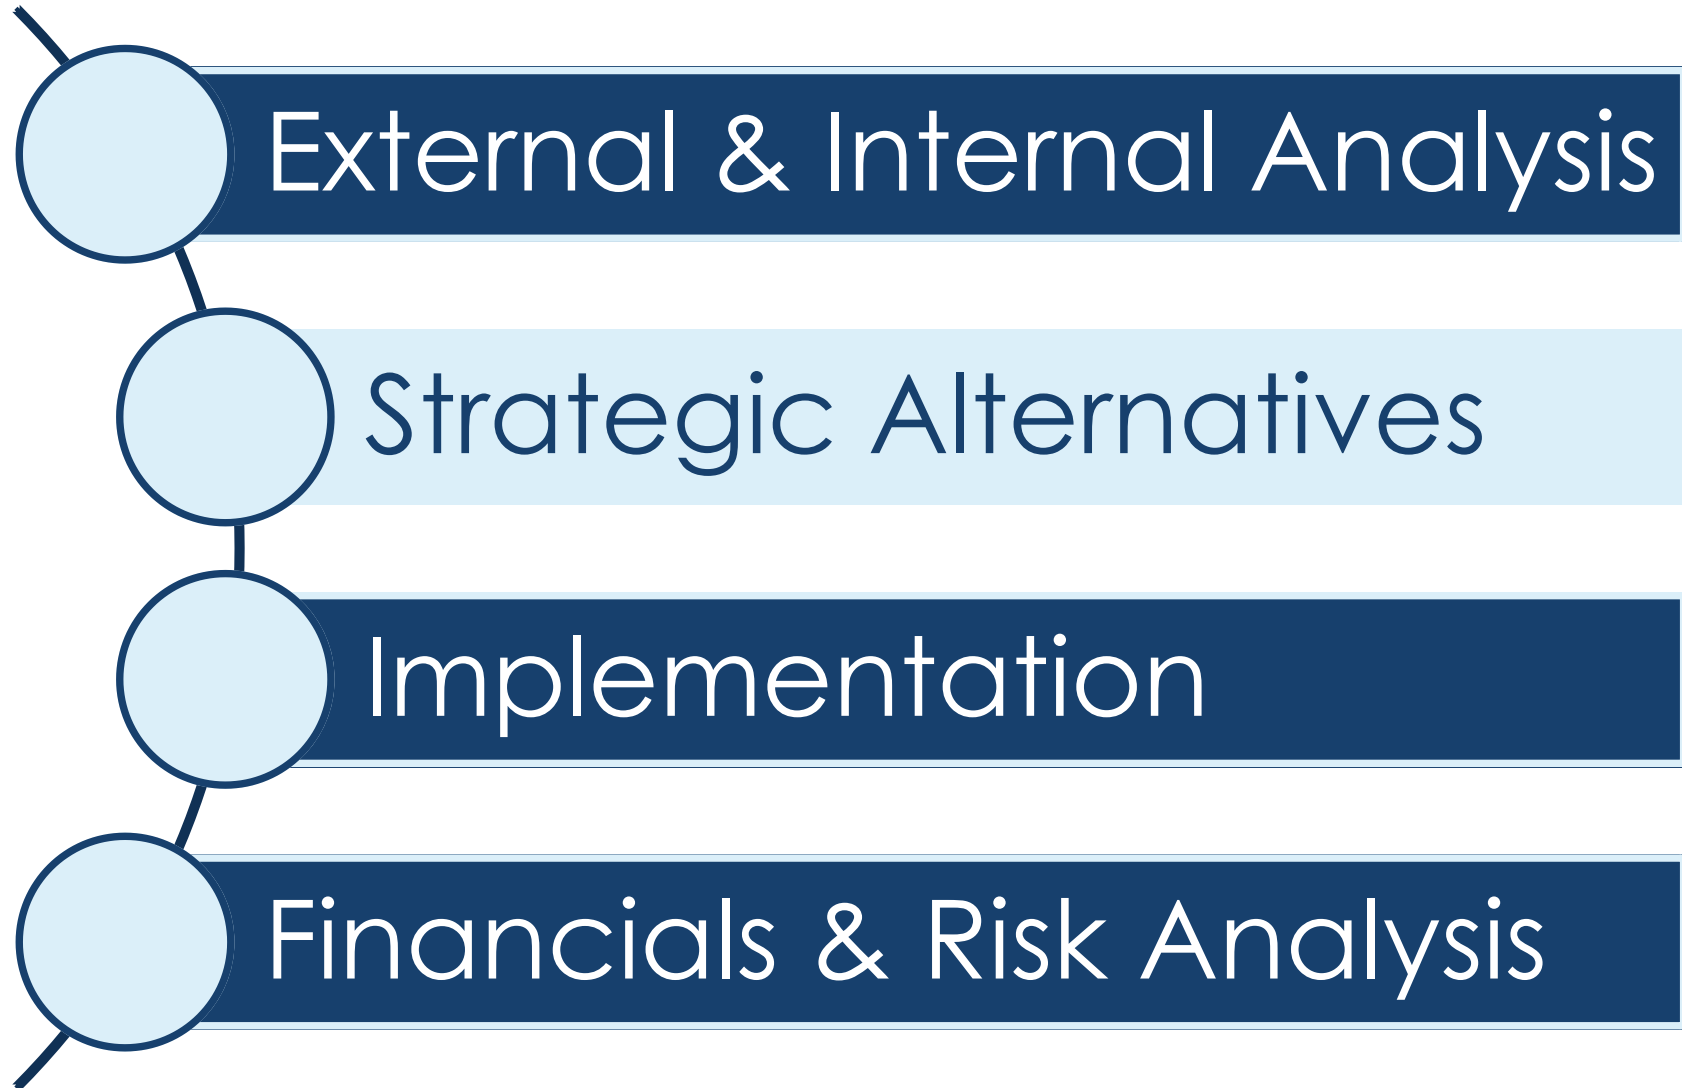 External & Internal Analysis
Strategic Alternatives
Implementation
Financials & Risk Analysis